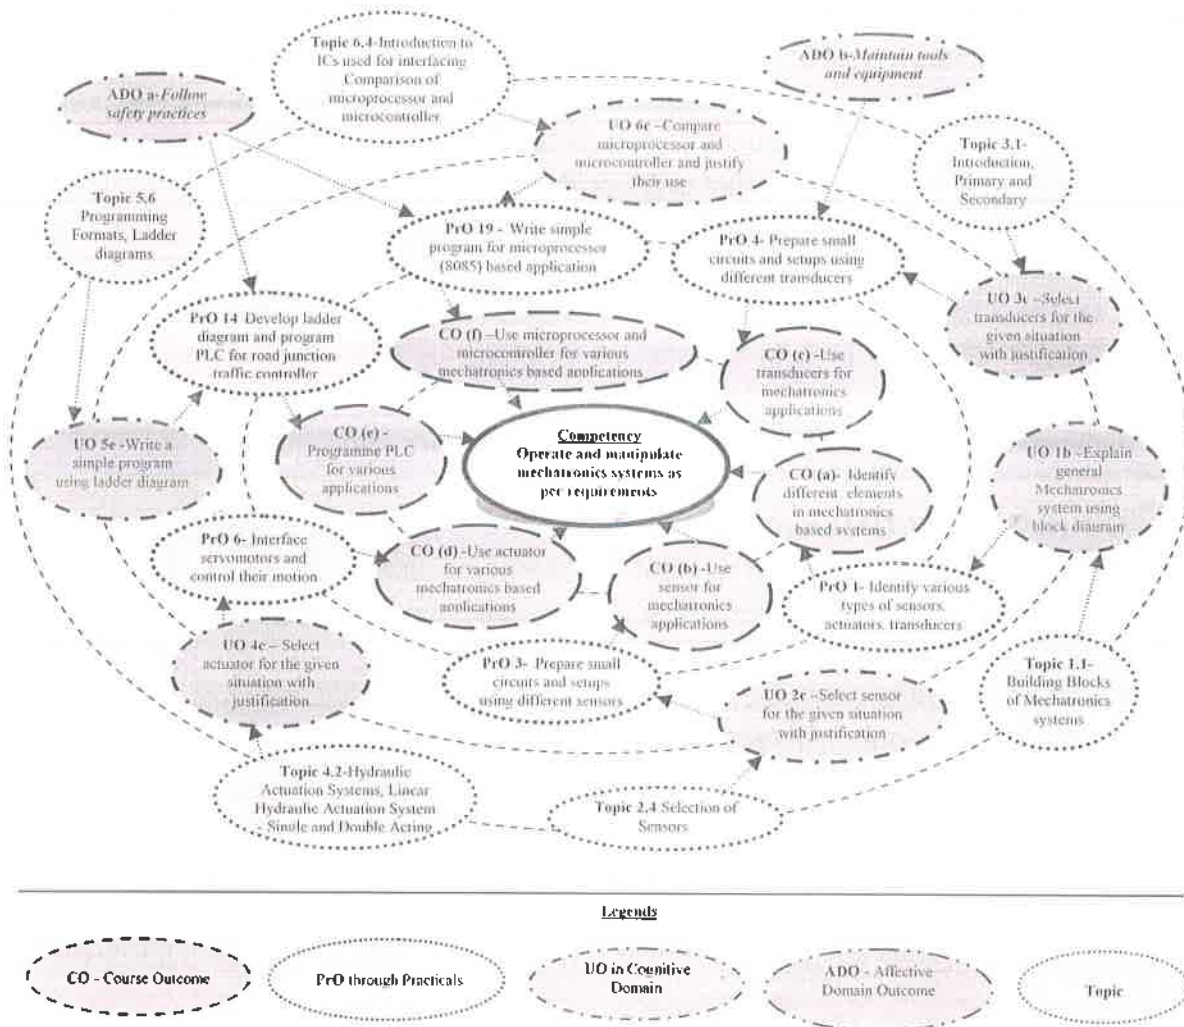 Topic 6.4-Introduction to
ICs used for interfacing
Comparison of
microprocessor and
microcontroller
ADO b-Maintain tools
and equipment
ADO a-Follow
safety practices
UO 6c –Compare
microprocessor and
microcontroller and justify
their use
Topic 3.1-
Introduction,
Primary and
Secondary
Topic 5.6
Programming
Formats, Ladder
diagrams
PrO 19 - Write simple
program for microprocessor
(8085) based application
PrO 4- Prepare small
circuits and setups using
different transducers
UO 3c –Select
transducers for the
given situation
with justification
PrO 14-Develop ladder
diagram and program
PLC for road junction
traffic controller
CO (f) –Use microprocessor and
microcontroller for various
mechatronics based applications
CO (c) -Use
transducers for
mechatronics
applications
UO 5e -Write a
simple program
using ladder diagram
CO (e) -
Programme PLC
for various
applications
Competency
Operate and manipulate
mechatronics systems as
per requirements
CO (a)- Identify
different elements
in mechatronics
based systems
UO 1b - Explain
general
Mechatronics
system using
block diagram
PrO 6- Interface
servomotors and
control their motion
CO (d) -Use actuator
for various
mechatronics based
applications
CO (b) -Use
sensor for
mechatronics
applications
PrO 1- Identify various
types of sensors,
actuators, transducers
UO 4c – Select
actuator for the given
situation with
justification
PrO 3- Prepare small
circuits and setups
using different sensors
UO 2c –Select sensor
for the given situation
with justification
Topic 1.1-
Building Blocks
of Mechatronics
systems
Topic 4.2-Hydraulic
Actuation Systems, Linear
Hydraulic Actuation System
- Single and Double Acting
Topic 2.4 Selection of
Sensors
Legends
CO - Course Outcome
PrO through Practicals
UO in Cognitive
Domain
ADO - Affective
Domain Outcome
Topic